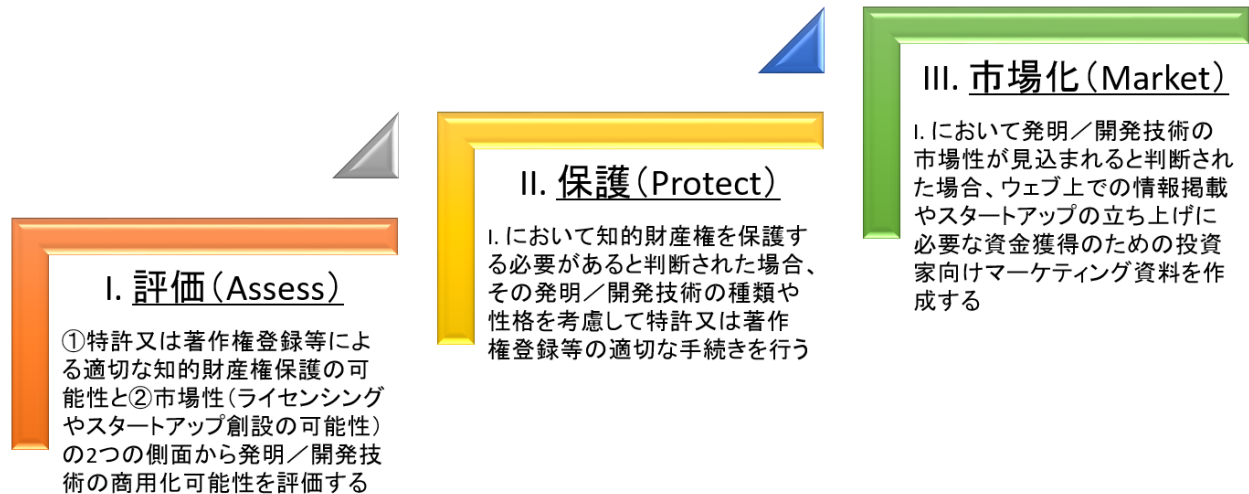 I. 評価（Assess）
①特許又は著作権登録等によ
る適切な知的財産権保護の可
能性と②市場性（ライセンシング
やスタートアップ創設の可能性）
の2つの側面から発明／開発技
術の商用化可能性を評価する
II. 保護（Protect）
I. において知的財産権を保護す
る必要があると判断された場合、
その発明／開発技術の種類や
性格を考慮して特許又は著作
権登録等の適切な手続きを行う
III. 市場化（Market）
I. において発明／開発技術の
市場性が見込まれると判断され
た場合、ウェブ上での情報掲載
やスタートアップの立ち上げに
必要な資金獲得のための投資
家向けマーケティング資料を作
成する